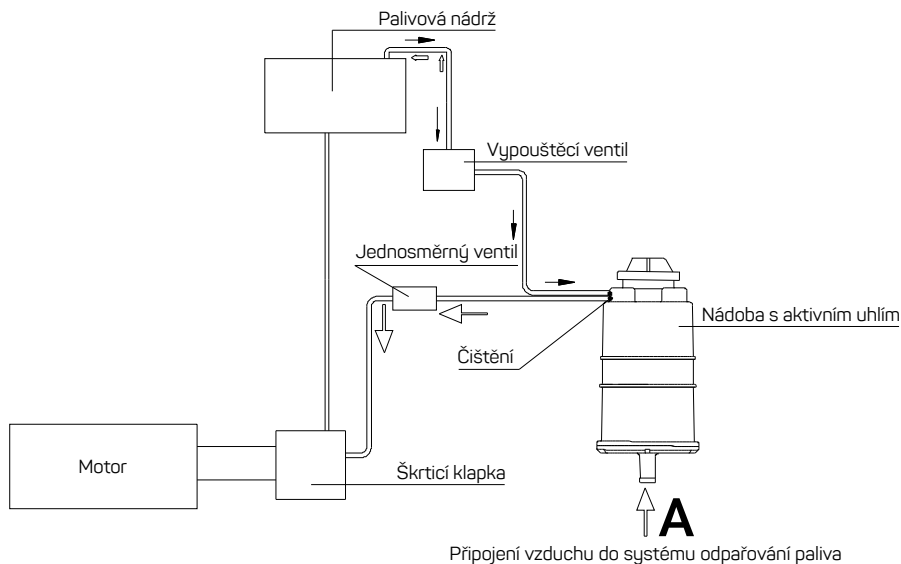 Palivová nádrž
Vypouštěcí ventil
Jednosměrný ventil
Nádoba s aktivním uhlím
Čištění
Motor
Škrticí klapka
A
Připojení vzduchu do systému odpařování paliva